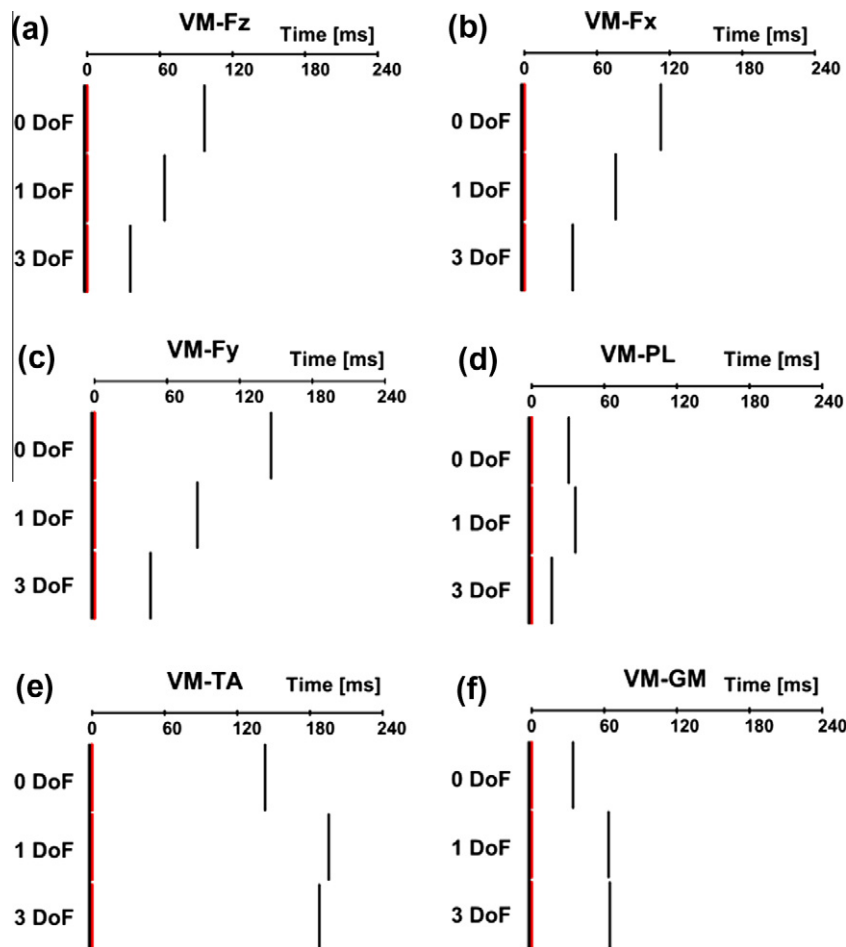 (a) VM-Fz Time [ms]
0 60 120 180 240
0 DoF
1 DoF
3 DoF
(b) VM-Fx Time [ms]
0 60 120 180 240
0 DoF
1 DoF
3 DoF
(c) VM-Fy Time [ms]
0 60 120 180 240
0 DoF
1 DoF
3 DoF
(d) VM-PL Time [ms]
0 60 120 180 240
0 DoF
1 DoF
3 DoF
(e) VM-TA Time [ms]
0 60 120 180 240
0 DoF
1 DoF
3 DoF
(f) VM-GM Time [ms]
0 60 120 180 240
0 DoF
1 DoF
3 DoF